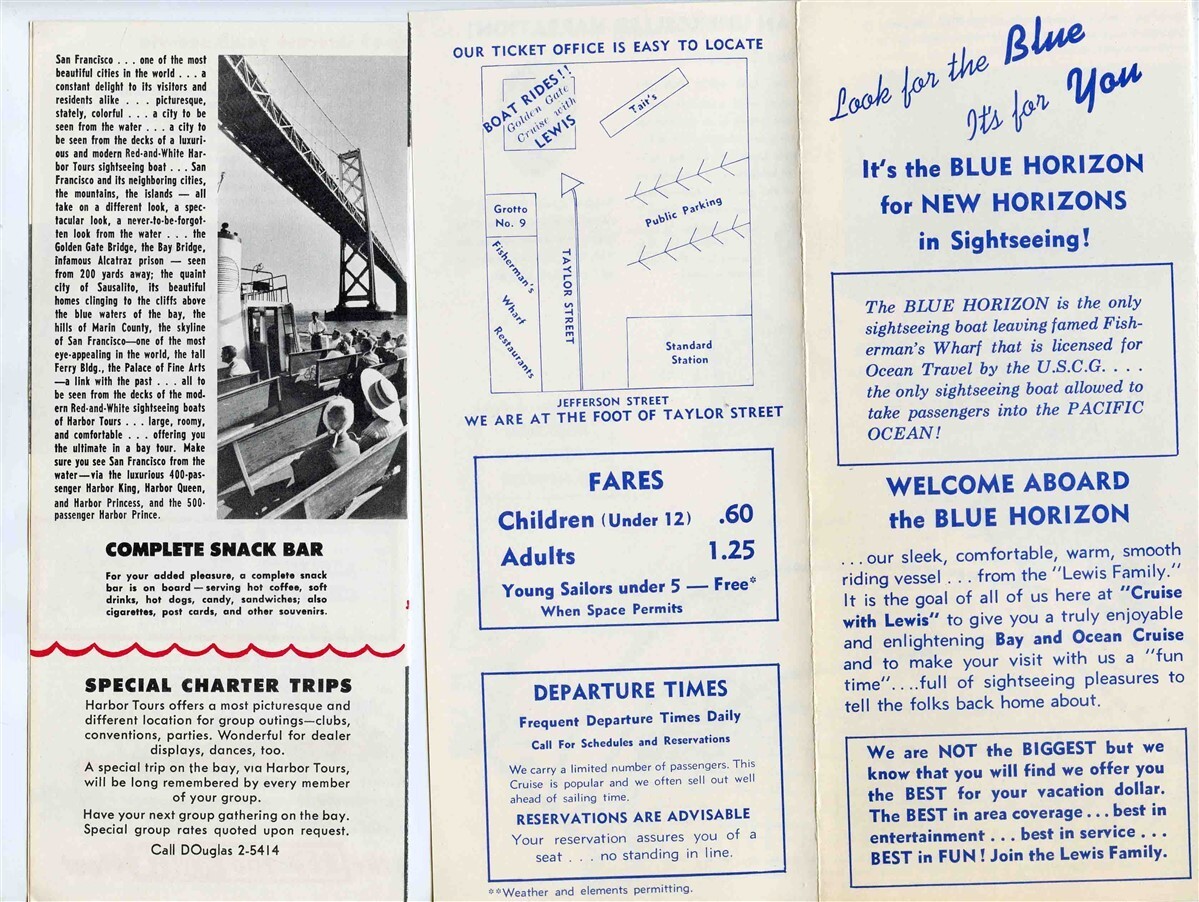 San Francisco . . . one of the most
beautiful cities in the world . . . a
constant delight to its visitors and
residents alike . . . picturesque,
stately, colorful . . . a city to be
seen from the water . . . a city to
be seen from the decks of a luxuri-
ous and modern Red-and-White Har-
bor Tours sightseeing boat . . . San
Francisco and its neighboring cities,
the mountains, the islands — all
take on a different look, a spec-
tacular look, a never-to-be-forgot-
ten look from the water . . . the
Golden Gate Bridge, the Bay Bridge,
infamous Alcatraz prison — seen
from 200 yards away; the quaint
city of Sausalito, its beautiful
homes clinging to the cliffs above
the blue waters of the bay, the
hills of Marin County, the skyline
of San Francisco—one of the most
eye-appealing in the world, the tall
Ferry Bldg., the Palace of Fine Arts
—a link with the past . . . all to
be seen from the decks of the mod-
ern Red-and-White sightseeing boats
of Harbor Tours . . . large, roomy,
and comfortable . . . offering you
the ultimate in a bay tour. Make
sure you see San Francisco from the
water—via the luxurious 400-pas-
senger Harbor King, Harbor Queen,
and Harbor Princess, and the 500-
passenger Harbor Prince.
COMPLETE SNACK BAR
For your added pleasure, a complete snack
bar is on board — serving hot coffee, soft
drinks, hot dogs, candy, sandwiches; also
cigarettes, post cards, and other souvenirs.
SPECIAL CHARTER TRIPS
Harbor Tours offers a most picturesque and
different location for group outings—clubs,
conventions, parties. Wonderful for dealer
displays, dances, too.
A special trip on the bay, via Harbor Tours,
will be long remembered by every member
of your group.
Have your next group gathering on the bay.
Special group rates quoted upon request.
Call DOuglas 2-5414
OUR TICKET OFFICE IS EASY TO LOCATE
BOAT RIDES!!
Golden Gate
Cruise with
LEWIS
Tait's
Grotto
No. 9
Public Parking
Fisherman's
Wharf
Restaurants
TAYLOR STREET
Standard
Station
JEFFERSON STREET
WE ARE AT THE FOOT OF TAYLOR STREET
FARES
Children (Under 12) .60
Adults 1.25
Young Sailors under 5 — Free*
When Space Permits
DEPARTURE TIMES
Frequent Departure Times Daily
Call For Schedules and Reservations
We carry a limited number of passengers. This
Cruise is popular and we often sell out well
ahead of sailing time.
RESERVATIONS ARE ADVISABLE
Your reservation assures you of a
seat . . . no standing in line.
**Weather and elements permitting.
Look for the Blue
It's for You
It's the BLUE HORIZON
for NEW HORIZONS
in Sightseeing!
The BLUE HORIZON is the only
sightseeing boat leaving famed Fish-
erman's Wharf that is licensed for
Ocean Travel by the U.S.C.G. . . .
the only sightseeing boat allowed to
take passengers into the PACIFIC
OCEAN!
WELCOME ABOARD
the BLUE HORIZON
. . . our sleek, comfortable, warm, smooth
riding vessel . . . from the "Lewis Family."
It is the goal of all of us here at "Cruise
with Lewis" to give you a truly enjoyable
and enlightening Bay and Ocean Cruise
and to make your visit with us a "fun
time"....full of sightseeing pleasures to
tell the folks back home about.
We are NOT the BIGGEST but we
know that you will find we offer you
the BEST for your vacation dollar.
The BEST in area coverage . . . best in
entertainment . . . best in service . . .
BEST in FUN! Join the Lewis Family.